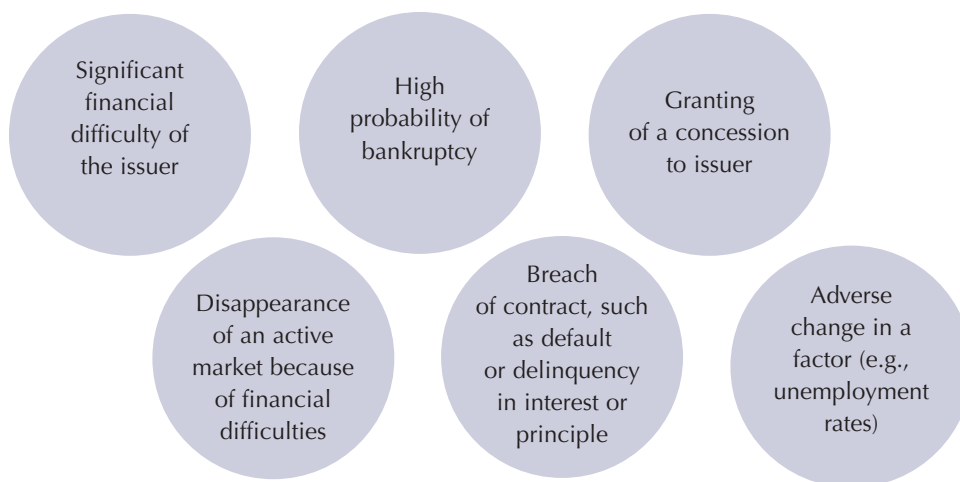 Significant
financial
difficulty of
the issuer
High
probability of
bankruptcy
Granting
of a concession
to issuer
Disappearance
of an active
market because
of financial
difficulties
Breach
of contract, such
as default
or delinquency
in interest or
principle
Adverse
change in a
factor (e.g.,
unemployment
rates)